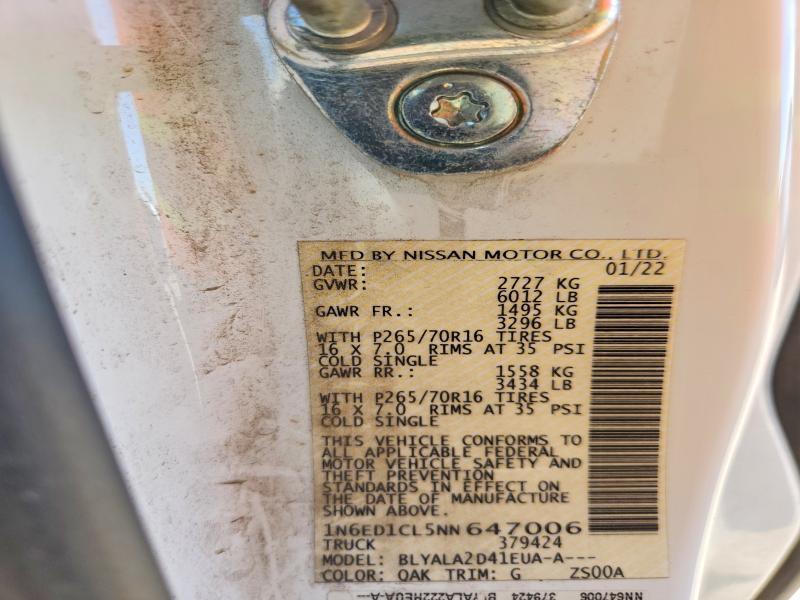 MFD BY NISSAN MOTOR CO., LTD.
DATE: 01/22
GVWR: 2727 KG
6012 LB
GAWR FR.: 1495 KG
3296 LB
WITH P265/70R16 TIRES
16 X 7.0 RIMS AT 35 PSI
COLD SINGLE
GAWR RR.: 1558 KG
3434 LB
WITH P265/70R16 TIRES
16 X 7.0 RIMS AT 35 PSI
COLD SINGLE
THIS VEHICLE CONFORMS TO
ALL APPLICABLE FEDERAL
MOTOR VEHICLE SAFETY AND
THEFT PREVENTION
STANDARDS IN EFFECT ON
THE DATE OF MANUFACTURE
SHOWN ABOVE.
1N6ED1CL5NN647006
TRUCK 379424
MODEL: BLYALA2D41EUA-A---
COLOR: QAK TRIM: G ZS00A
NN647006 379424